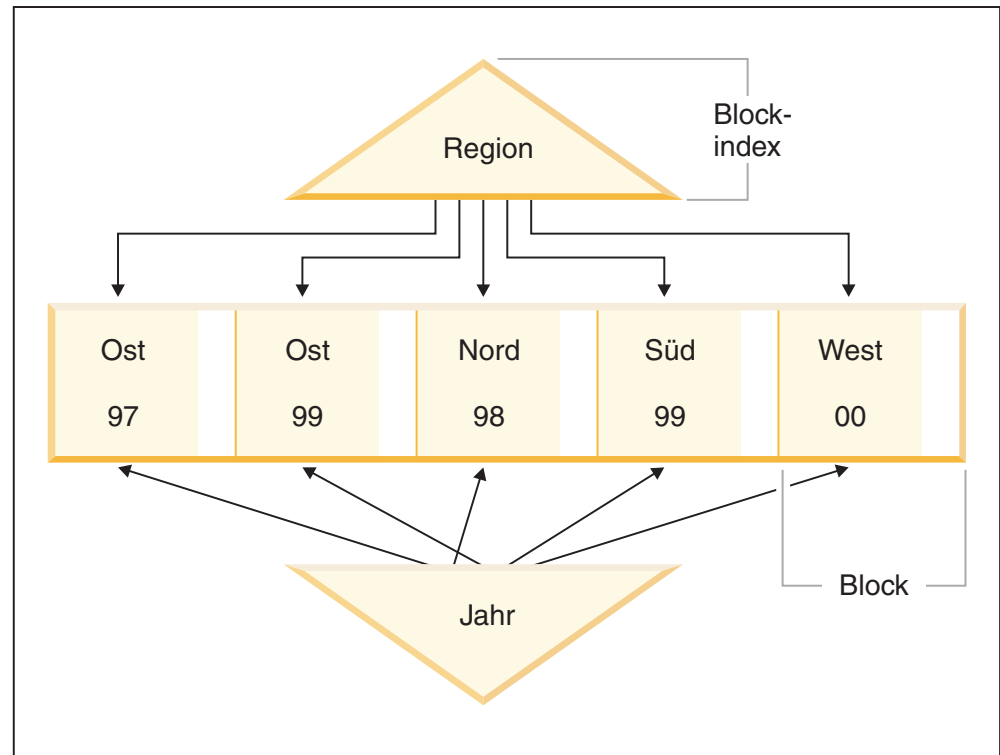 Region
Block-
index
Ost Ost Nord Süd West
97 99 98 99 00
Block
Jahr